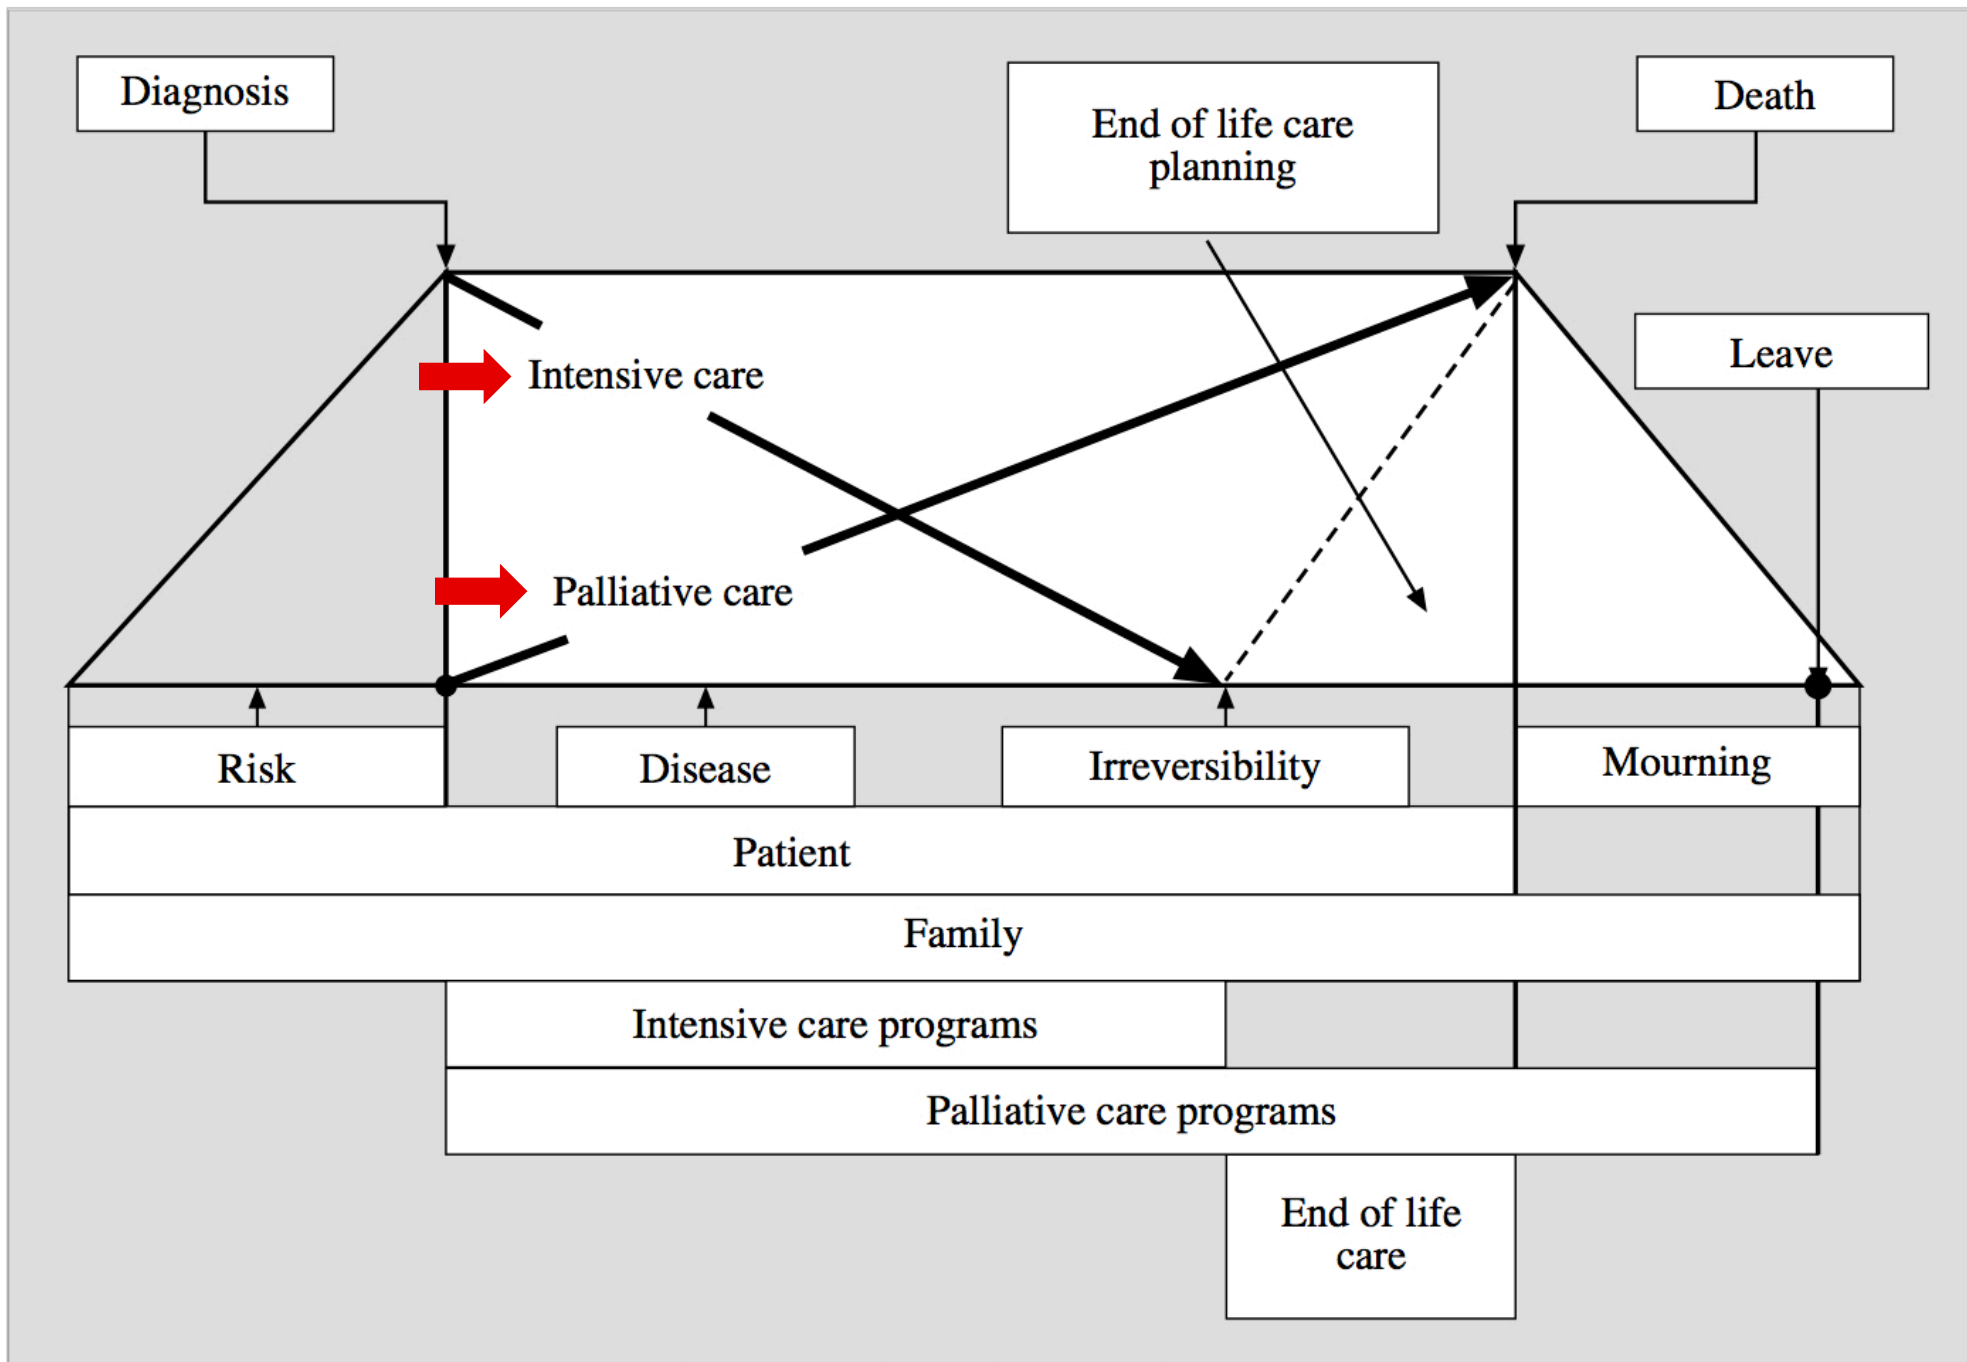 Diagnosis
End of life care
planning
Death
Leave
Intensive care
Palliative care
Risk
Disease
Irreversibility
Mourning
Patient
Family
Intensive care programs
Palliative care programs
End of life
care